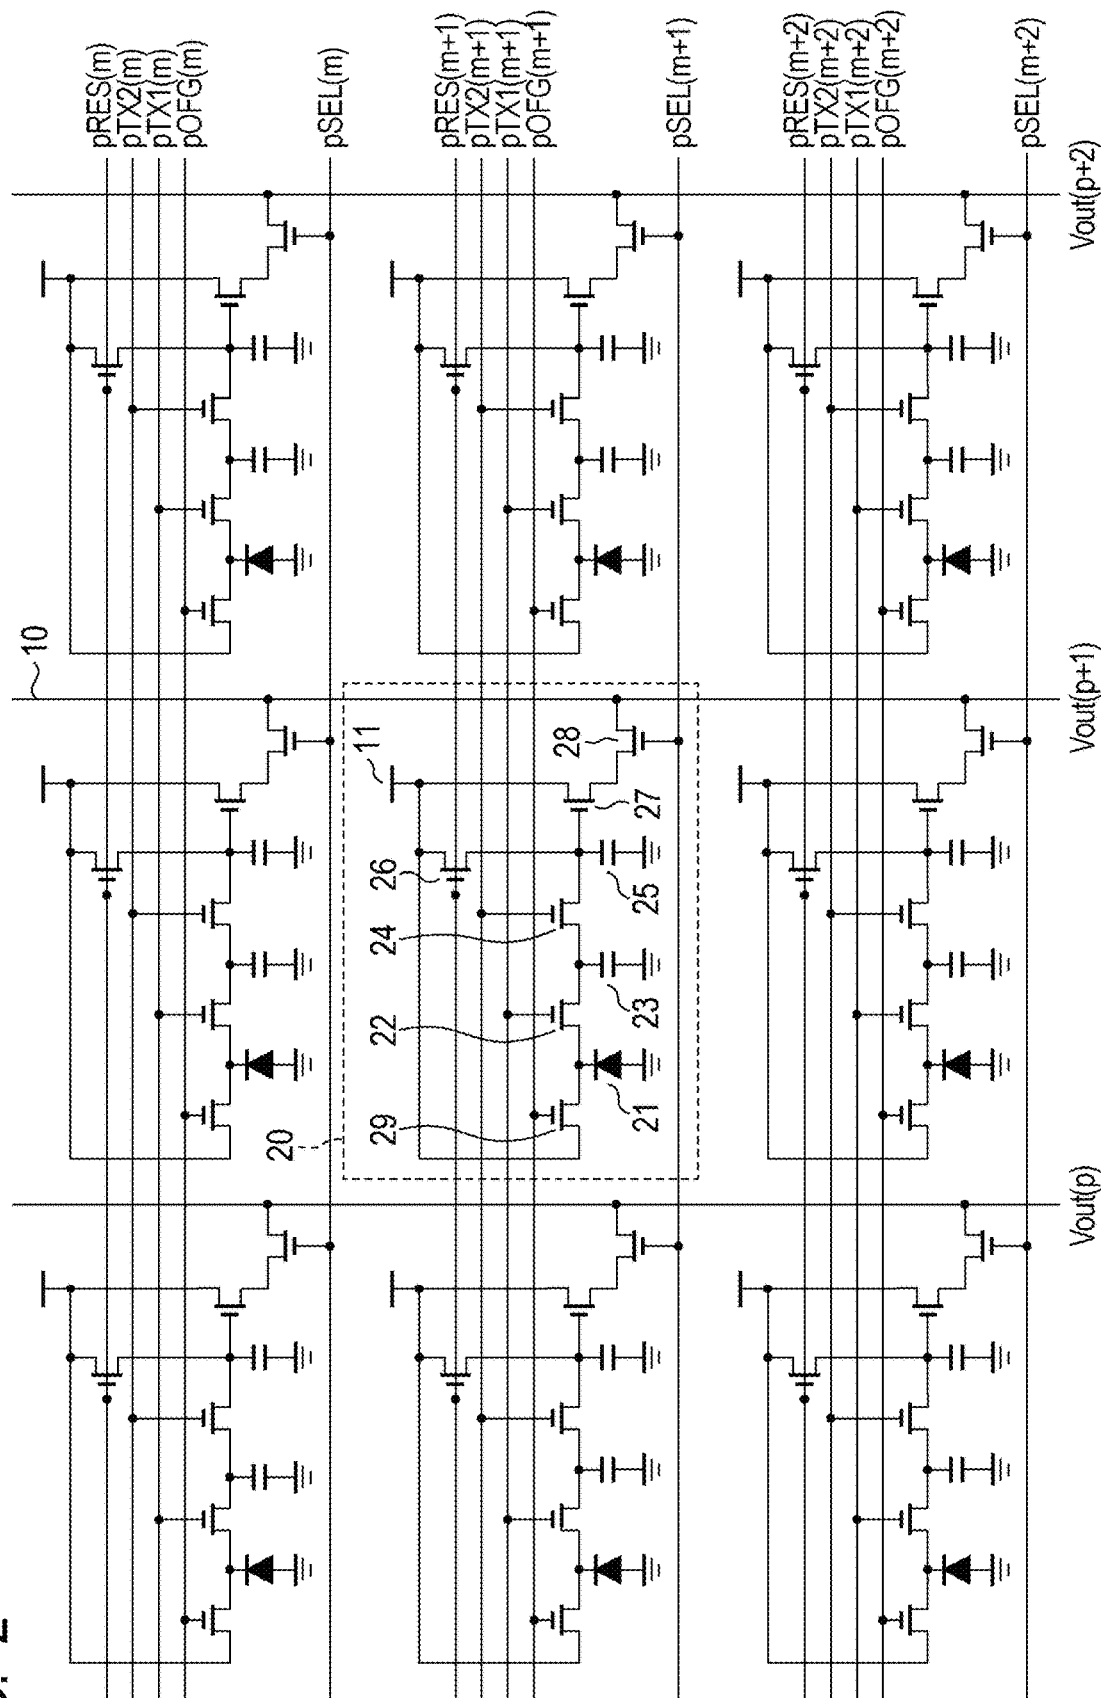 pRES(m)
pTX2(m)
pTX1(m)
pOFG(m)
pSEL(m)
pRES(m+1)
pTX2(m+1)
pTX1(m+1)
pOFG(m+1)
pSEL(m+1)
pRES(m+2)
pTX2(m+2)
pTX1(m+2)
pOFG(m+2)
pSEL(m+2)
Vout(p+2)
10
Vout(p+1)
11
28
27
26
25
24
23
22
21
29
20
Vout(p)